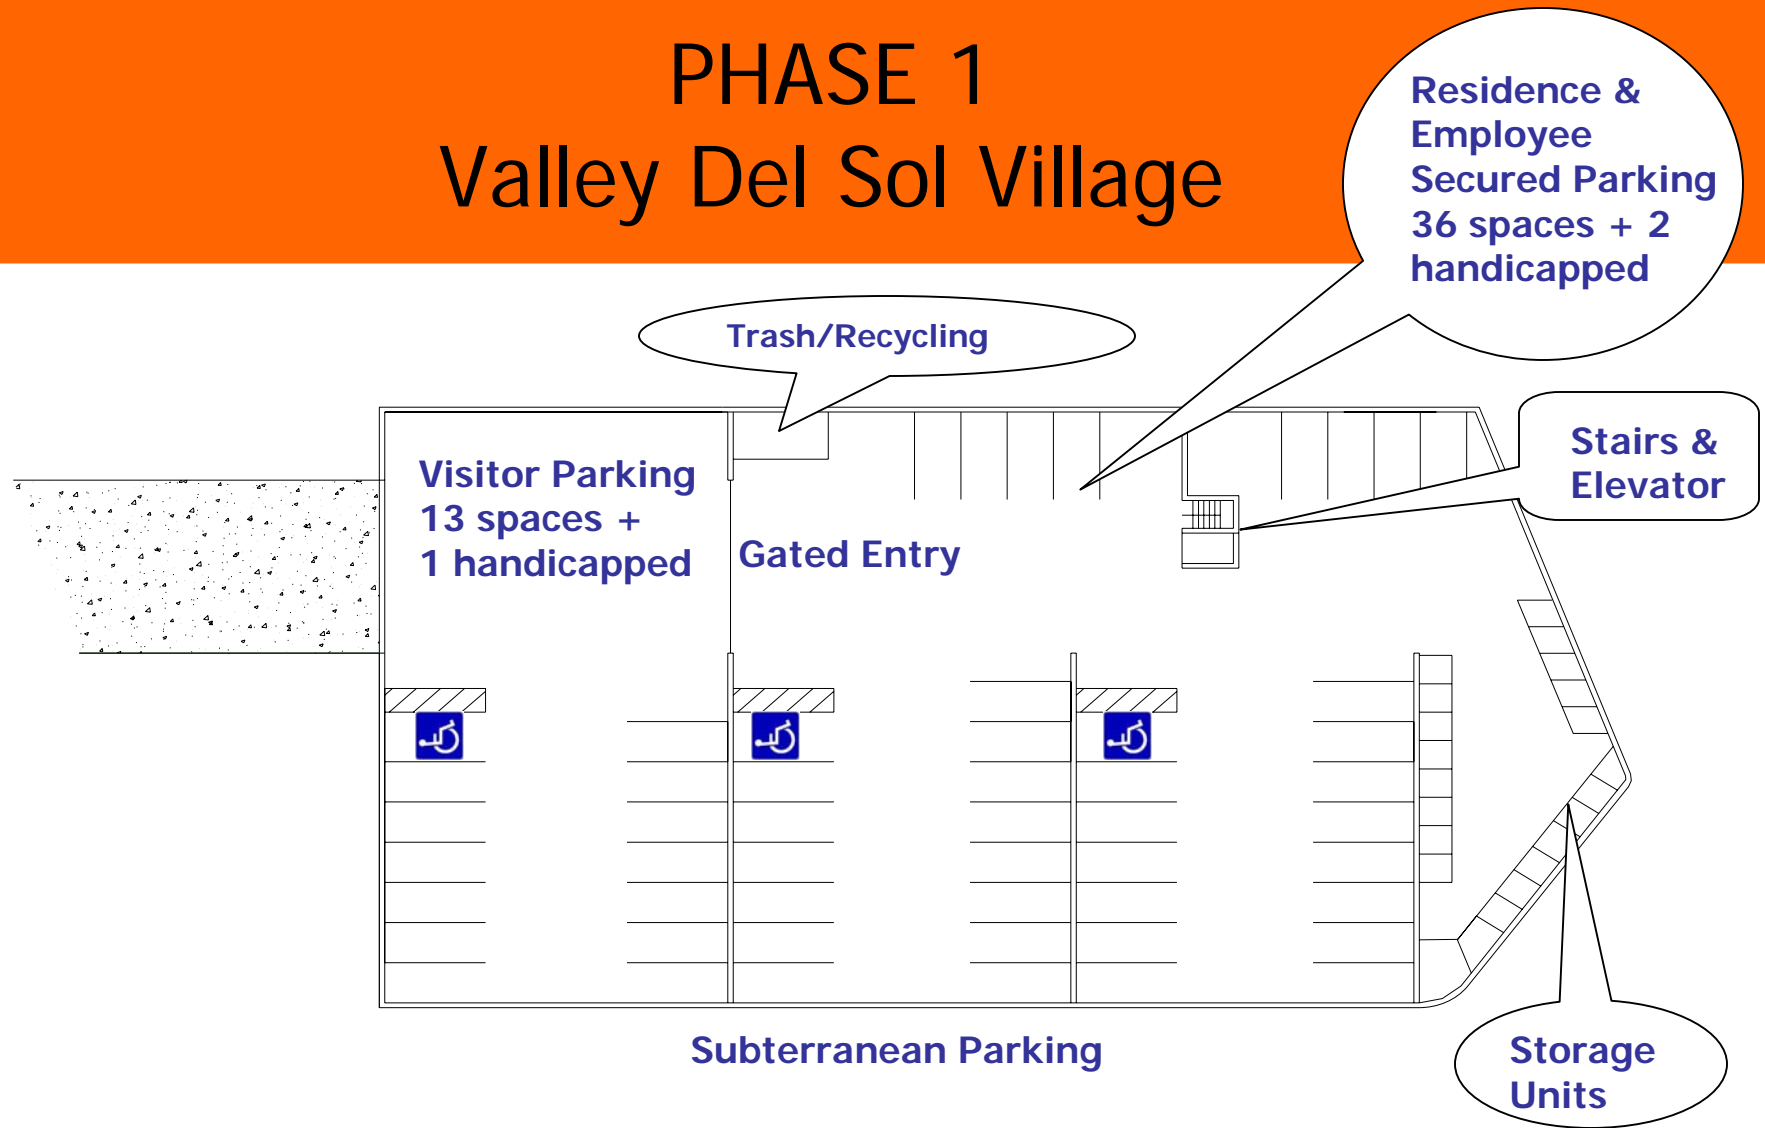 PHASE 1
Valley Del Sol Village
Residence &
Employee
Secured Parking
36 spaces + 2
handicapped
Trash/Recycling
Stairs &
Elevator
Visitor Parking
13 spaces +
1 handicapped
Gated Entry
Subterranean Parking
Storage
Units